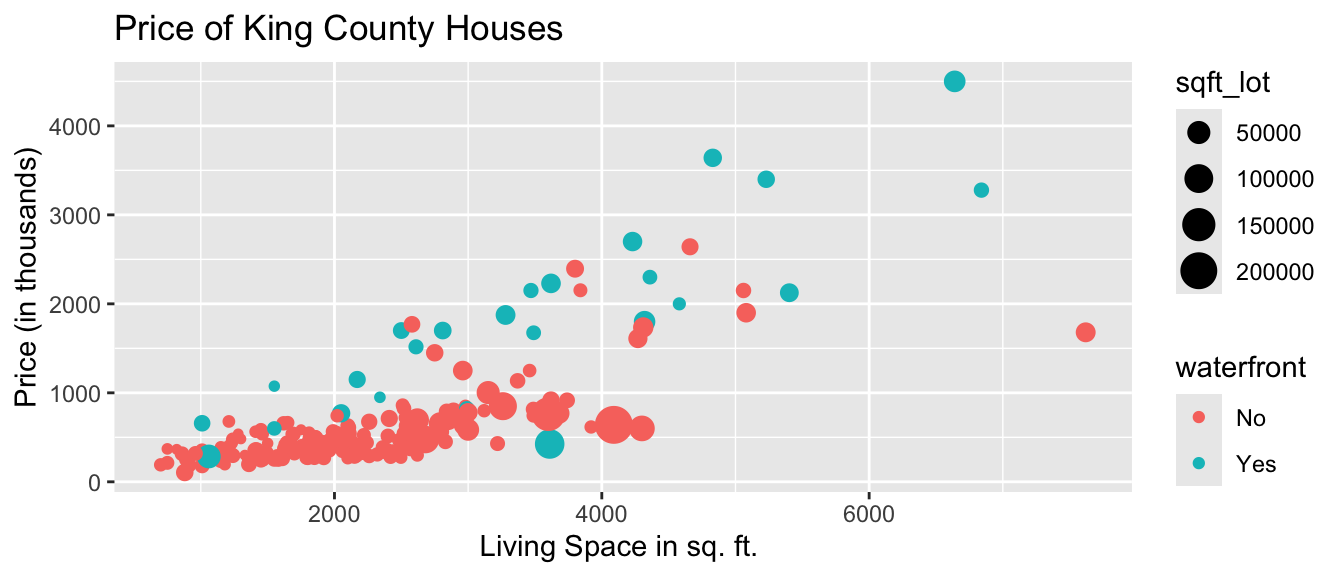 Price of King County Houses
Price (in thousands)
4000
3000
2000
1000
0
2000
4000
6000
Living Space in sq. ft.
sqft_lot
50000
100000
150000
200000
waterfront
No
Yes